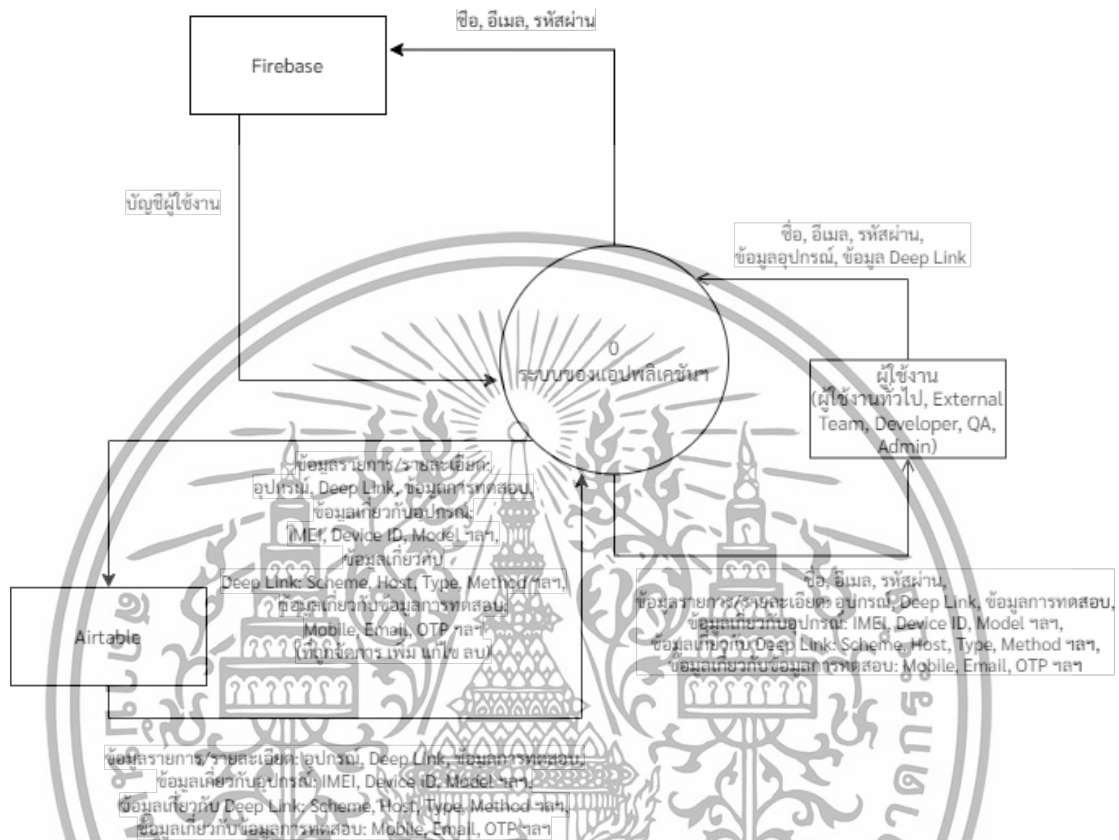 ชื่อ, อีเมล, รหัสผ่าน
Firebase
บัญชีผู้ใช้งาน
ชื่อ, อีเมล, รหัสผ่าน,
ข้อมูลอุปกรณ์, ข้อมูล Deep Link
0
ระบบของแอปพลิเคชันฯ
ผู้ใช้งาน
(ผู้ใช้งานทั่วไป, External
Team, Developer, QA,
Admin)
ข้อมูลรายการ/รายละเอียด:
อุปกรณ์, Deep Link, ข้อมูลการทดสอบ,
ข้อมูลเกี่ยวกับอุปกรณ์:
IMEI, Device ID, Model ฯลฯ,
ข้อมูลเกี่ยวกับ
Deep Link: Scheme, Host, Type, Method ฯลฯ,
ข้อมูลเกี่ยวกับข้อมูลการทดสอบ:
Mobile, Email, OTP ฯลฯ
(ที่ถูกจัดการ เพิ่ม แก้ไข ลบ)
Airtable
ชื่อ, อีเมล, รหัสผ่าน,
ข้อมูลรายการ/รายละเอียด: อุปกรณ์, Deep Link, ข้อมูลการทดสอบ,
ข้อมูลเกี่ยวกับอุปกรณ์: IMEI, Device ID, Model ฯลฯ,
ข้อมูลเกี่ยวกับ Deep Link: Scheme, Host, Type, Method ฯลฯ,
ข้อมูลเกี่ยวกับข้อมูลการทดสอบ: Mobile, Email, OTP ฯลฯ
ข้อมูลรายการ/รายละเอียด: อุปกรณ์, Deep Link, ข้อมูลการทดสอบ,
ข้อมูลเกี่ยวกับอุปกรณ์: IMEI, Device ID, Model ฯลฯ,
ข้อมูลเกี่ยวกับ Deep Link: Scheme, Host, Type, Method ฯลฯ,
ข้อมูลเกี่ยวกับข้อมูลการทดสอบ: Mobile, Email, OTP ฯลฯ